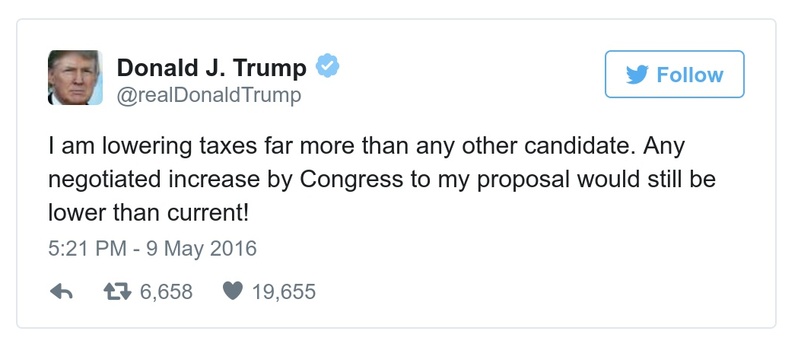 Donald J. Trump
@realDonaldTrump
Follow
I am lowering taxes far more than any other candidate. Any
negotiated increase by Congress to my proposal would still be
lower than current!
5:21 PM - 9 May 2016
6,658 19,655